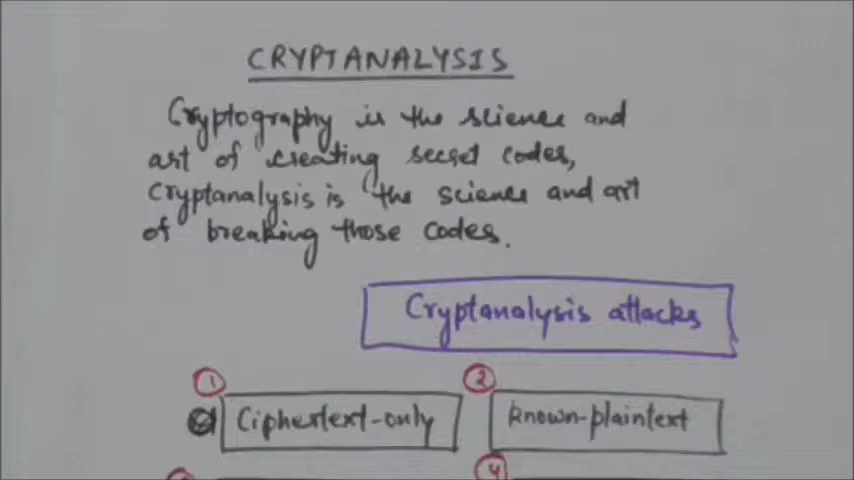 CRYPTANALYSIS
Cryptography is the science and
art of creating secret codes,
Cryptanalysis is the science and art
of breaking those codes.
Cryptanalysis attacks
1 2
Ciphertext-only known-plaintext
4